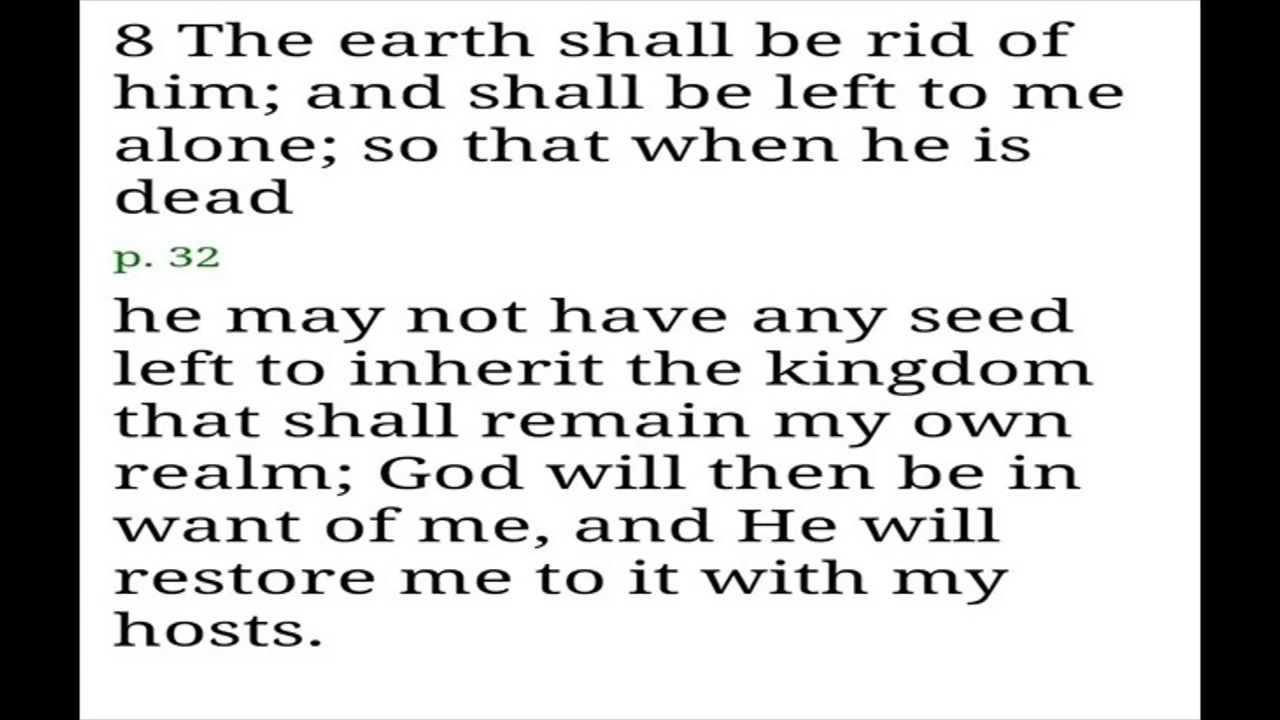 8 The earth shall be rid of
him; and shall be left to me
alone; so that when he is
dead
p. 32
he may not have any seed
left to inherit the kingdom
that shall remain my own
realm; God will then be in
want of me, and He will
restore me to it with my
hosts.